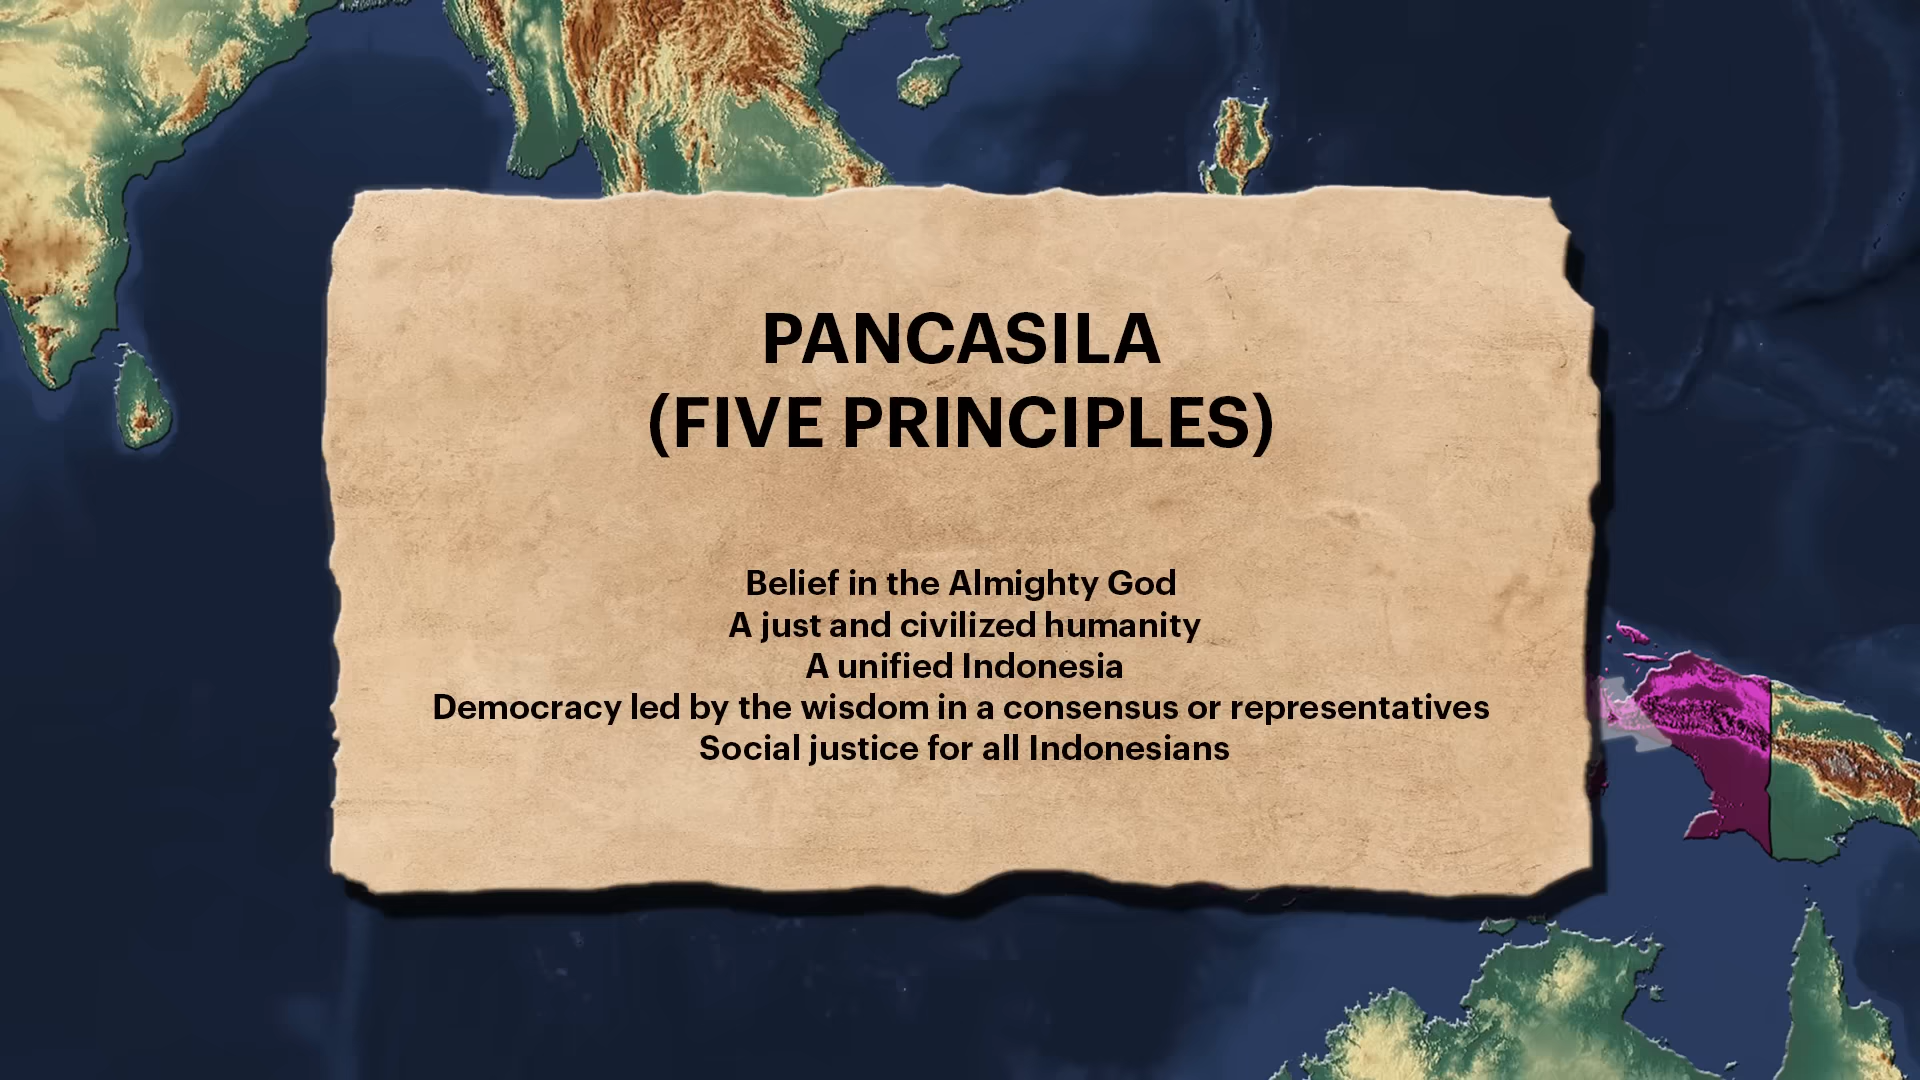 PANCASILA
(FIVE PRINCIPLES)
Belief in the Almighty God
A just and civilized humanity
A unified Indonesia
Democracy led by the wisdom in a consensus or representatives
Social justice for all Indonesians